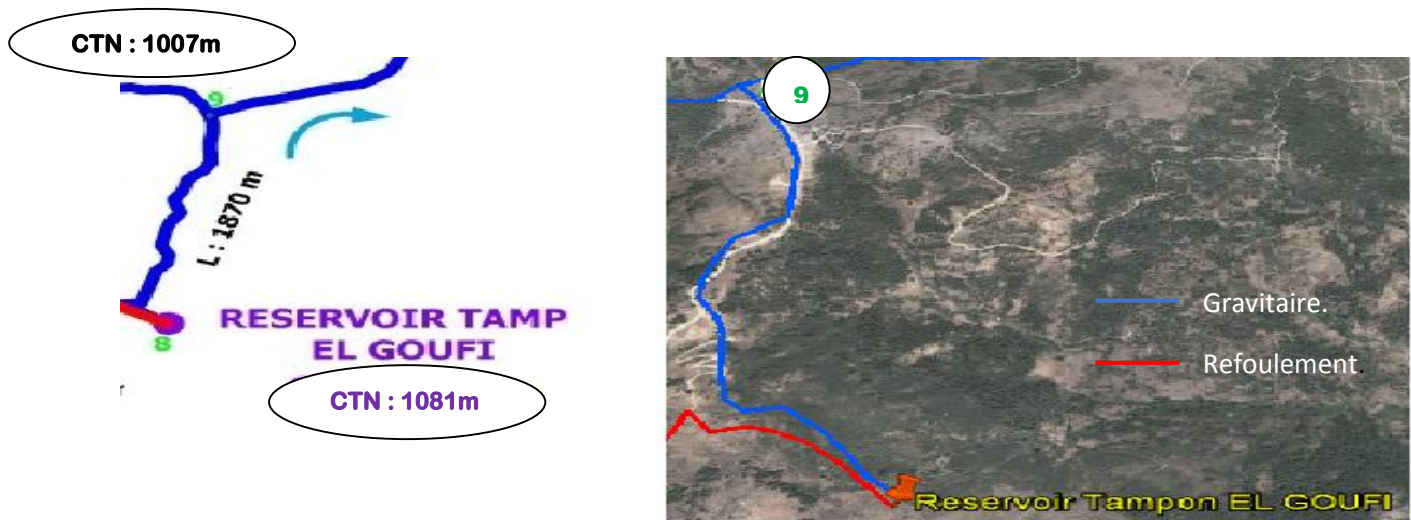 CTN : 1007m
9
L : 1870 m
RESERVOIR TAMP
EL GOUFI
8
CTN : 1081m
9
Gravitaire.
Refoulement.
Reservoir Tampon EL GOUFI